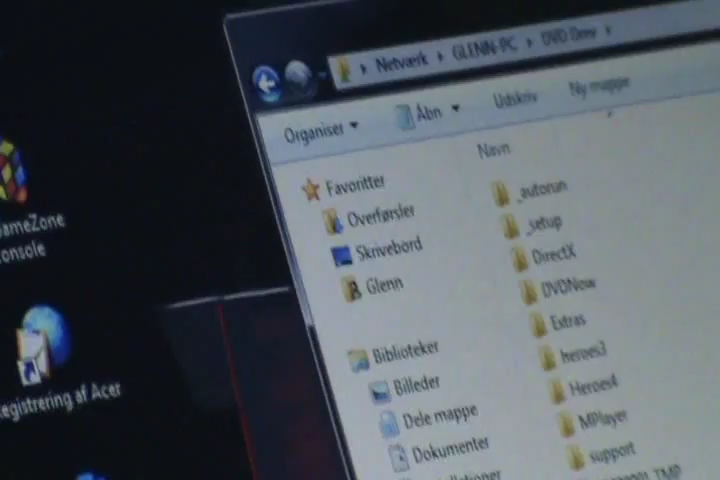 Netværk
GLENN-PC
DVD Drev
Organiser
Åbn
Udskriv
Ny mappe
Navn
Favoritter
Overførsler
Skrivebord
Glenn
Biblioteker
Billeder
Dele mappe
Dokumenter
_autorun
_setup
DirectX
DVDNow
Extras
heroes3
Heroes4
MPlayer
support
ameZone
onsole
egistrering af Acer